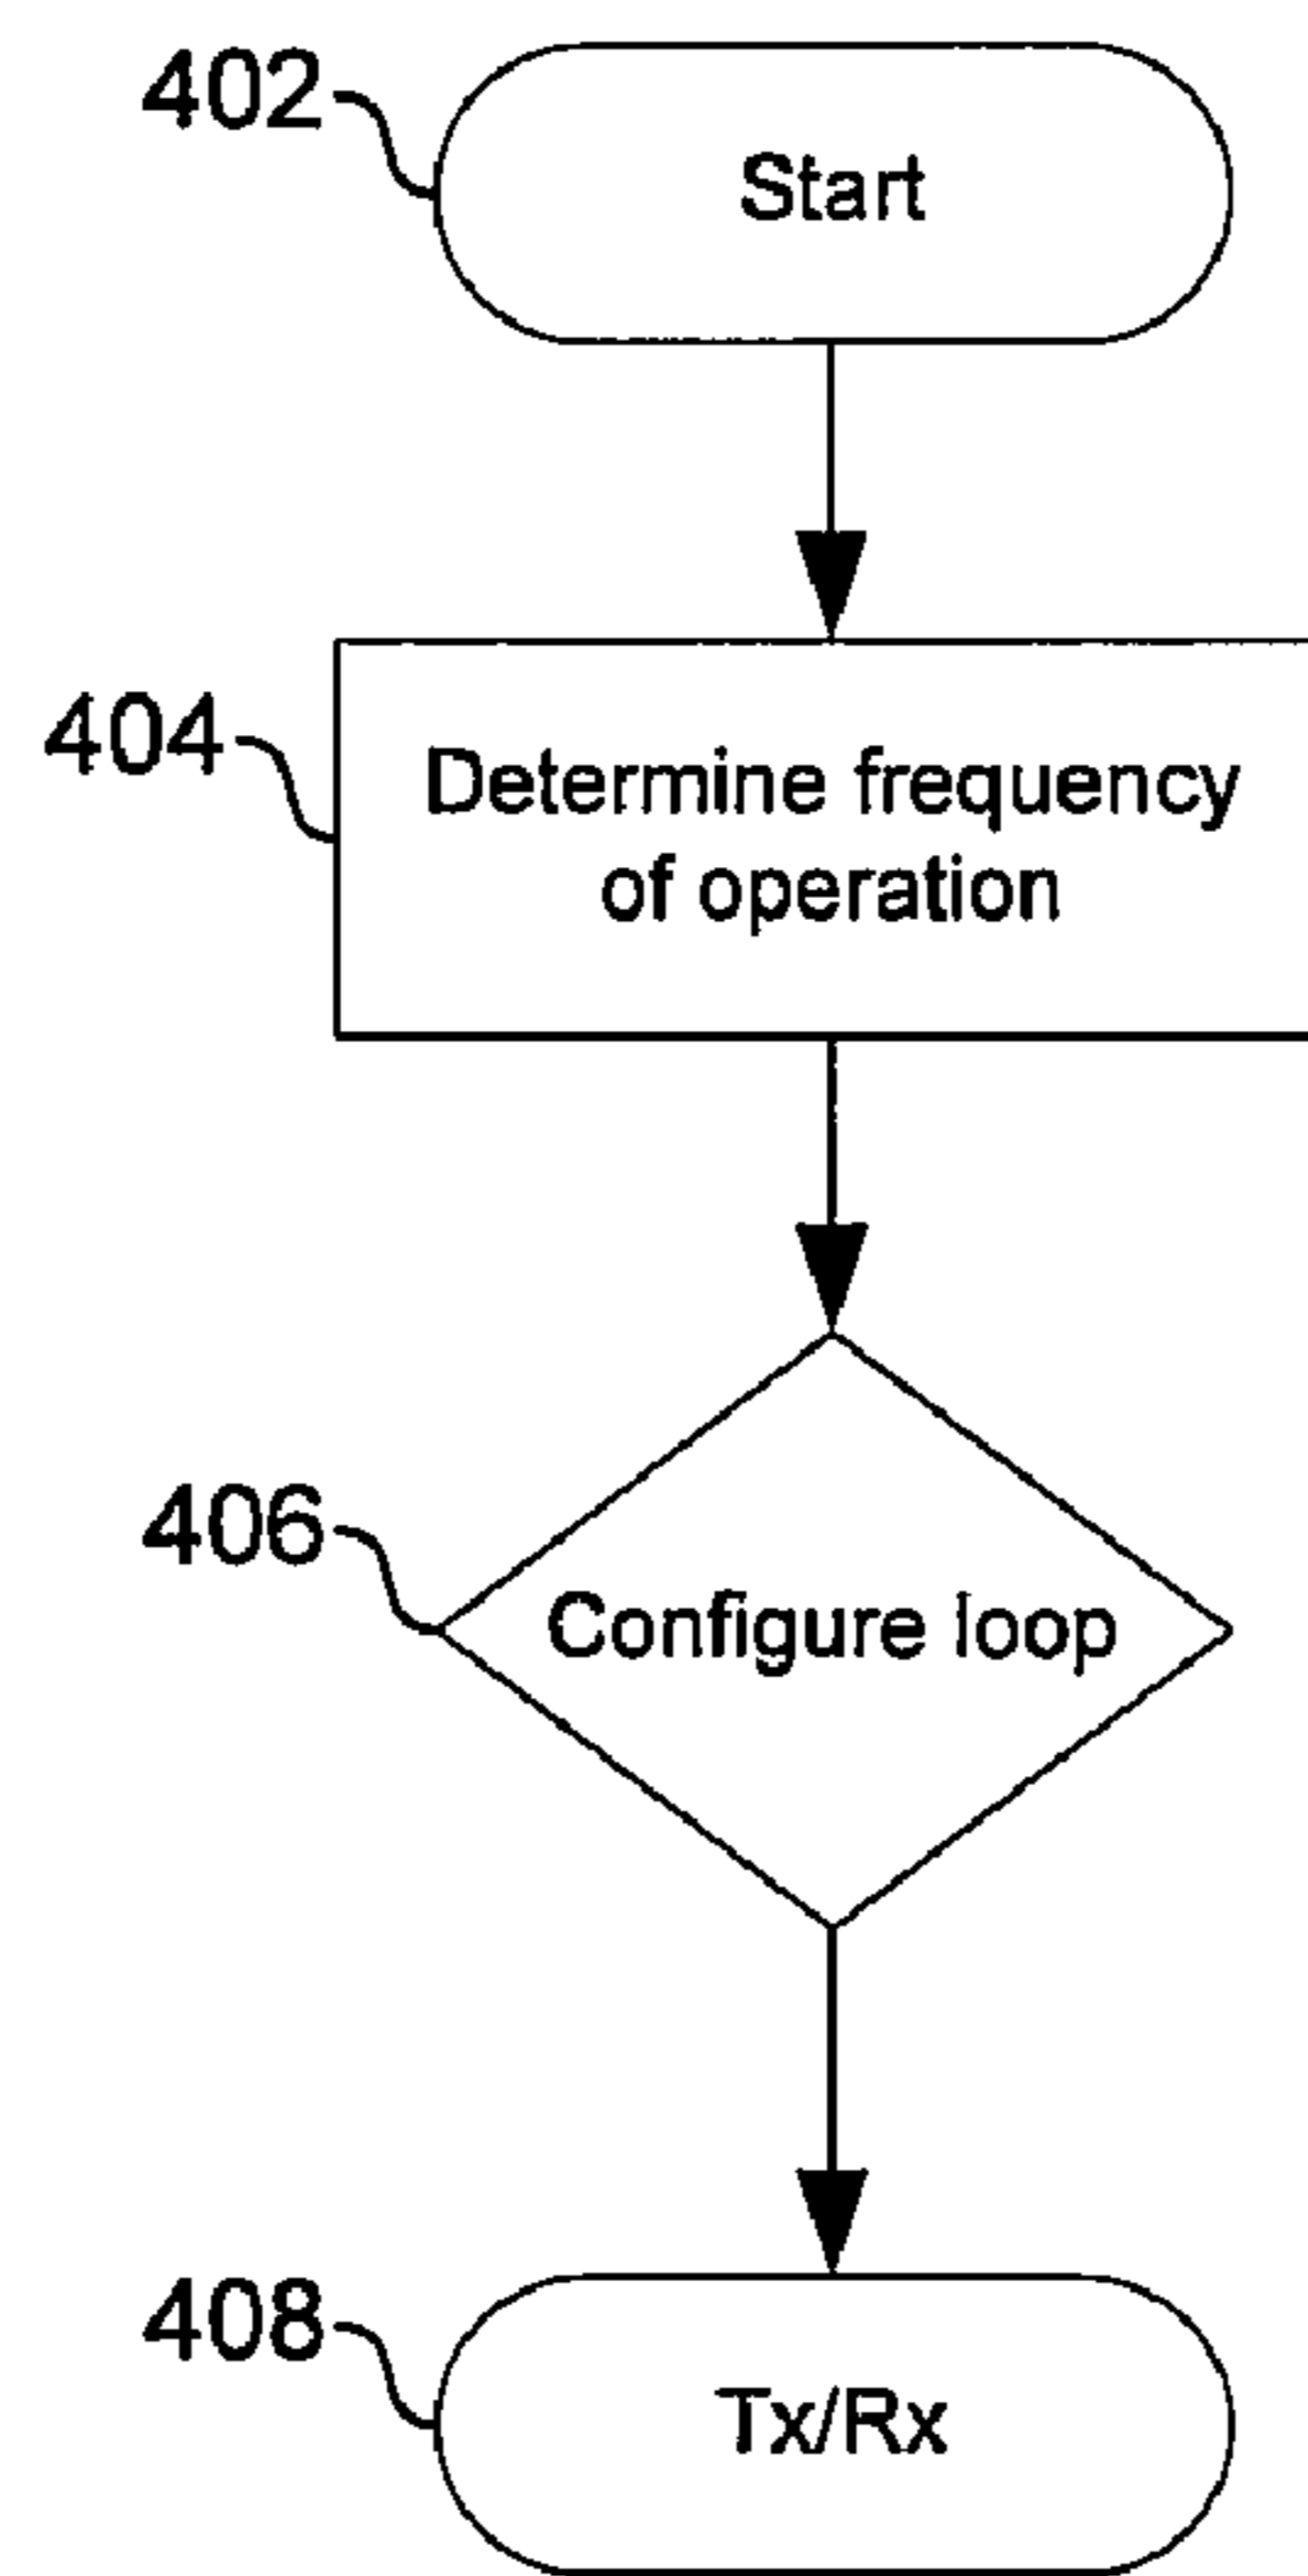 402
Start
404
Determine frequency
of operation
406
Configure loop
408
Tx/Rx